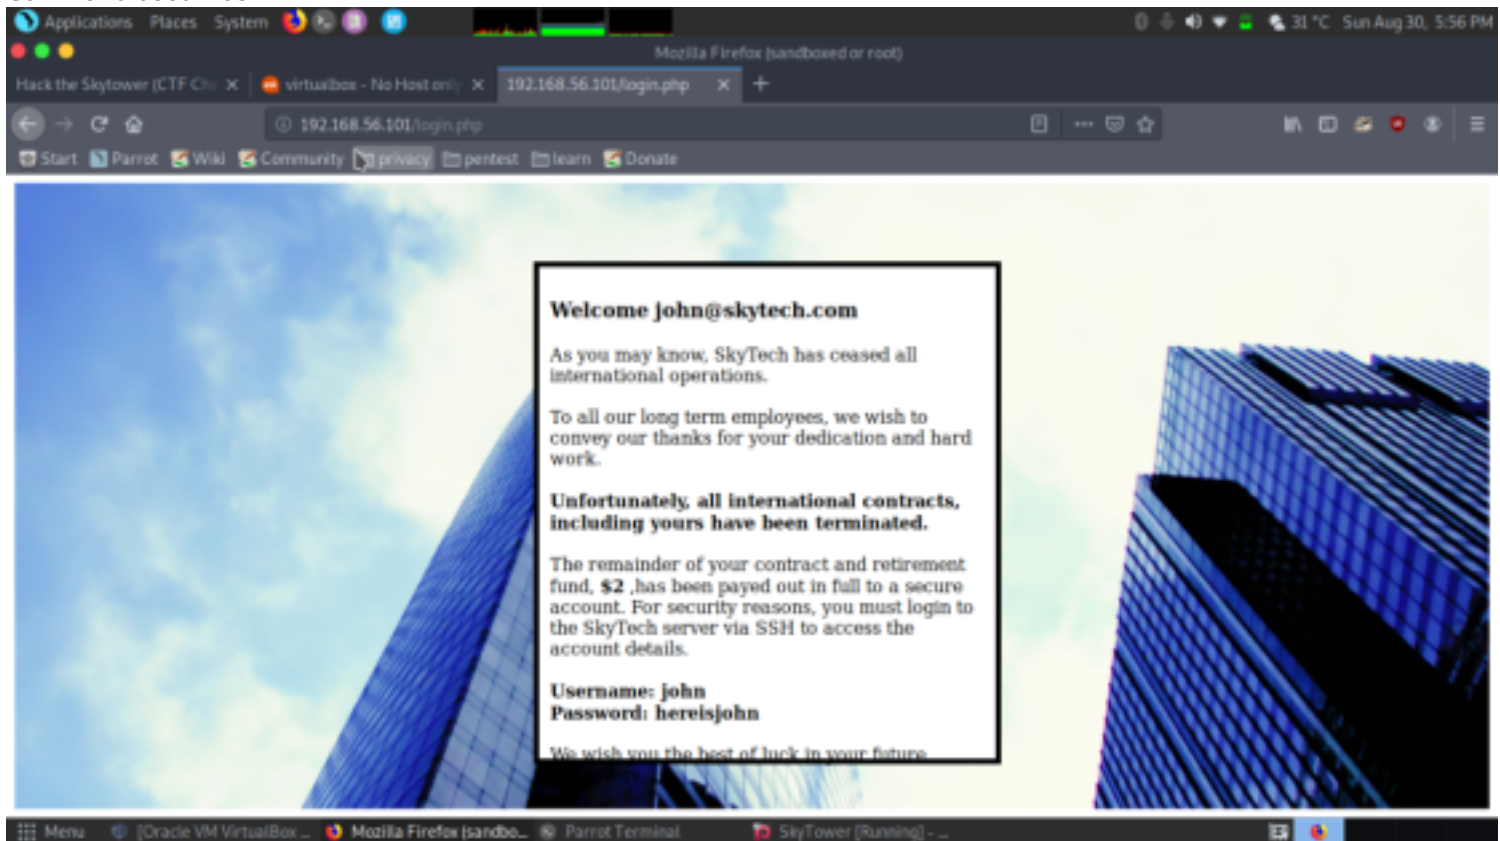 Applications Places System
31 °C Sun Aug 30, 5:56 PM
Mozilla Firefox (sandboxed or root)
Hack the Skytower (CTF Ch
virtualbox - No Host only
192.168.56.101/login.php
192.168.56.101/login.php
Start Parrot Wiki Community privacy pentest learn Donate
Welcome john@skytech.com
As you may know, SkyTech has ceased all
international operations.
To all our long term employees, we wish to
convey our thanks for your dedication and hard
work.
Unfortunately, all international contracts,
including yours have been terminated.
The remainder of your contract and retirement
fund, $2 ,has been payed out in full to a secure
account. For security reasons, you must login to
the SkyTech server via SSH to access the
account details.
Username: john
Password: hereisjohn
We wish you the best of luck in your future
Menu [Oracle VM VirtualBox ... Mozilla Firefox (sandbo... Parrot Terminal SkyTower [Running] - ...